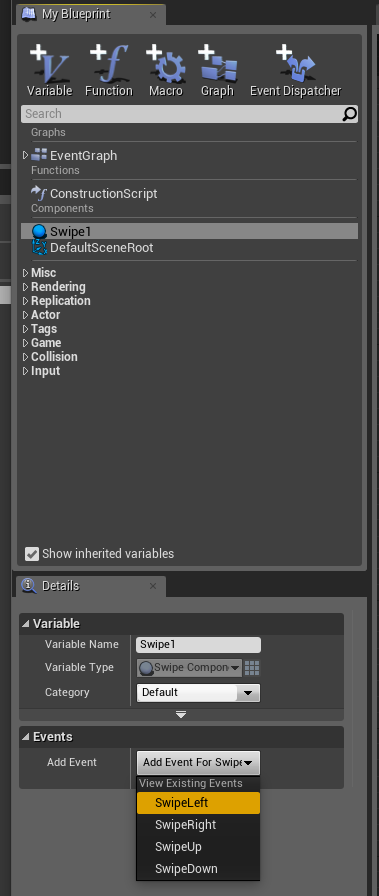 My Blueprint
Variable Function Macro Graph Event Dispatcher
Search
Graphs
EventGraph
Functions
ConstructionScript
Components
Swipe1
DefaultSceneRoot
Misc
Rendering
Replication
Actor
Tags
Game
Collision
Input
Show inherited variables
Details
Variable
Variable Name Swipe1
Variable Type Swipe Compon
Category Default
Events
Add Event Add Event For Swipe
View Existing Events
SwipeLeft
SwipeRight
SwipeUp
SwipeDown